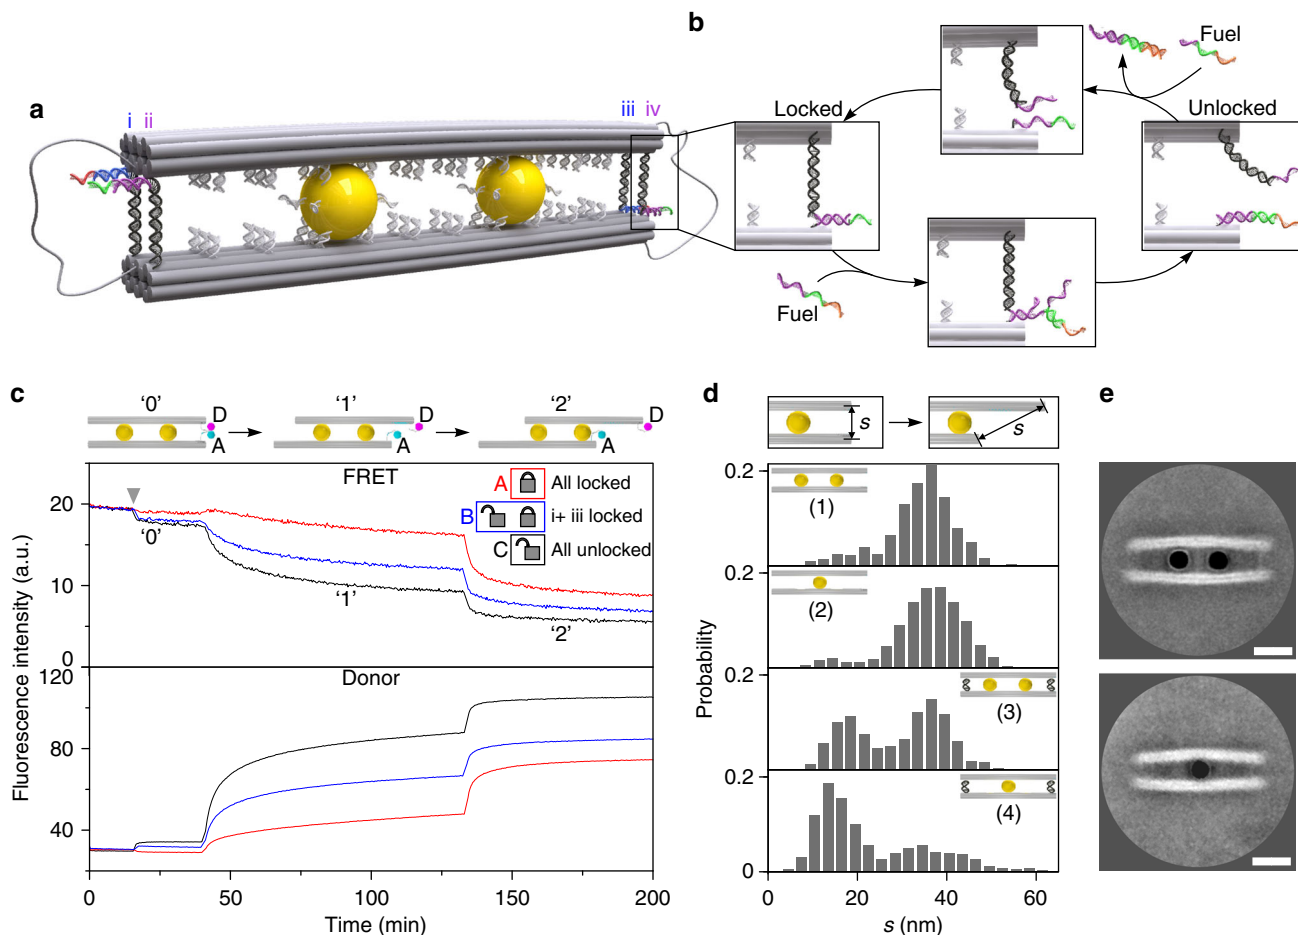 a
i ii
iii iv
b
Locked
Fuel
Unlocked
Fuel
c
'0'
'1'
'2'
D
A
D
A
D
A
FRET
A All locked
B i+ iii locked
C All unlocked
'0'
'1'
'2'
20
10
0
Donor
120
80
40
Fluorescence intensity (a.u.)
0 50 100 150 200
Time (min)
d
s
s
0.2
(1)
0.2
(2)
0.2
(3)
0.2
(4)
0
Probability
0 20 40 60
s (nm)
e